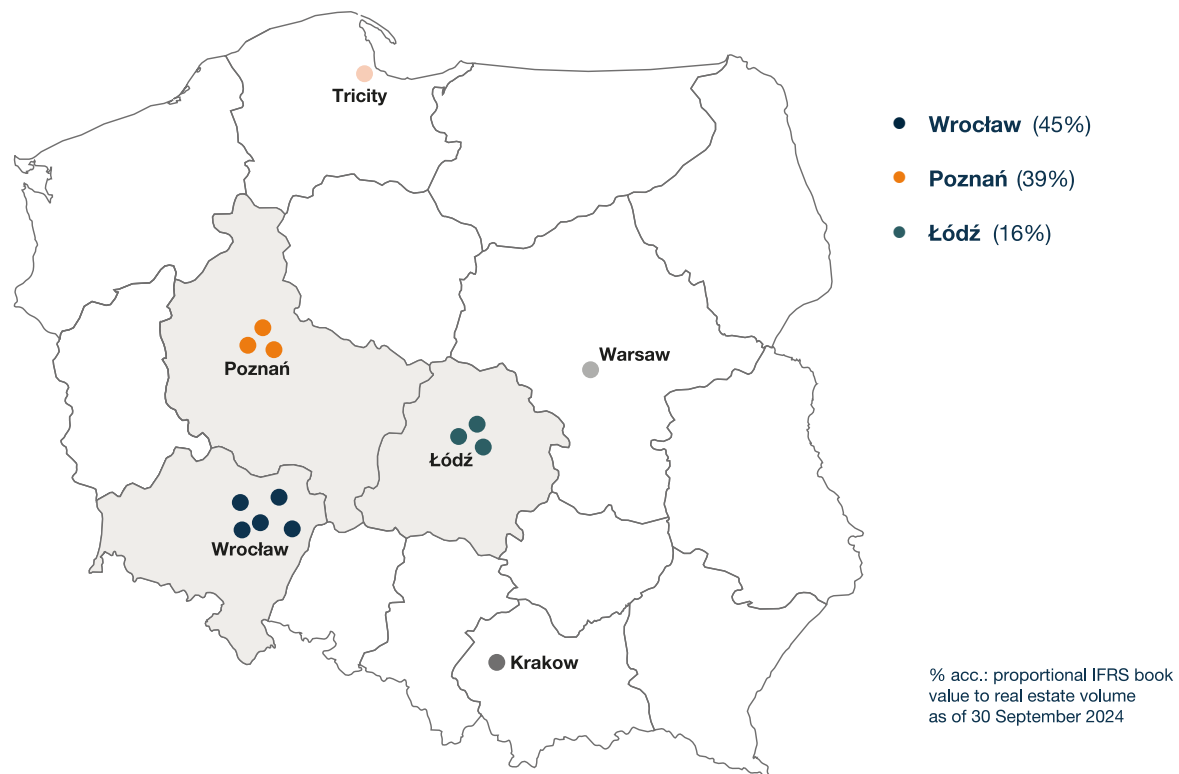 Tricity
Wrocław (45%)
Poznań (39%)
Łódź (16%)
Warsaw
Poznań
Łódź
Wrocław
Krakow
% acc.: proportional IFRS book
value to real estate volume
as of 30 September 2024